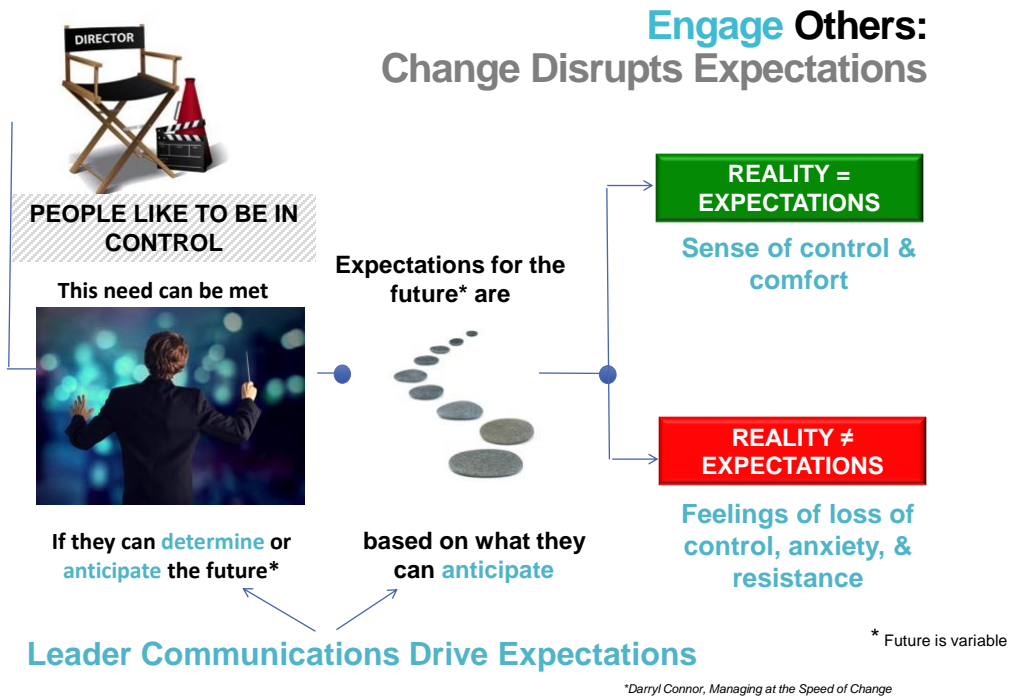 Engage Others:
Change Disrupts Expectations
DIRECTOR
PEOPLE LIKE TO BE IN
CONTROL
This need can be met
If they can determine or
anticipate the future*
Expectations for the
future* are
based on what they
can anticipate
REALITY =
EXPECTATIONS
Sense of control &
comfort
REALITY ≠
EXPECTATIONS
Feelings of loss of
control, anxiety, &
resistance
Leader Communications Drive Expectations
* Future is variable
*Darryl Connor, Managing at the Speed of Change